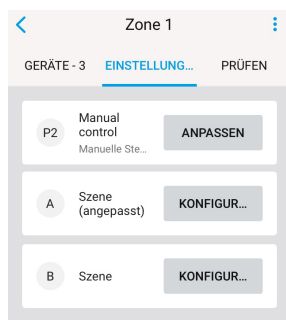 Zone 1
GERÄTE - 3 EINSTELLUNG... PRÜFEN
P2
Manual
control
Manuelle Ste...
ANPASSEN
A
Szene
(angepasst)
KONFIGUR...
B
Szene
KONFIGUR...